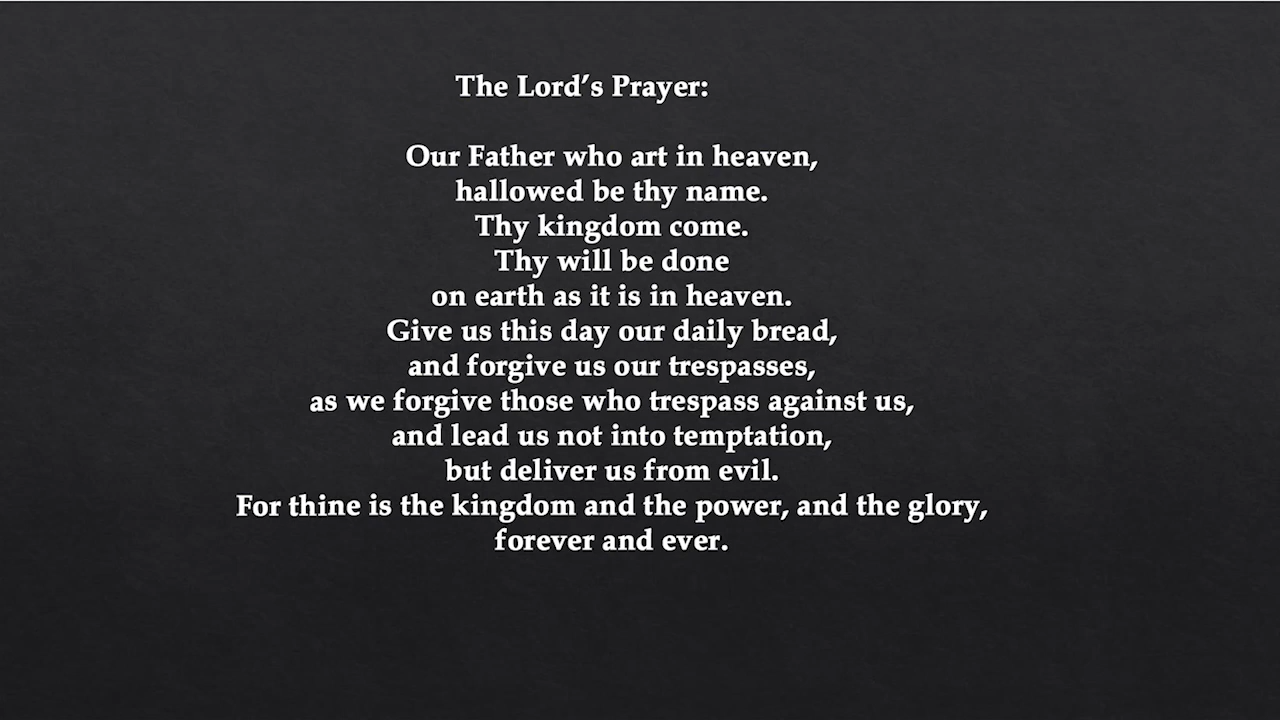 The Lord’s Prayer:
Our Father who art in heaven,
hallowed be thy name.
Thy kingdom come.
Thy will be done
on earth as it is in heaven.
Give us this day our daily bread,
and forgive us our trespasses,
as we forgive those who trespass against us,
and lead us not into temptation,
but deliver us from evil.
For thine is the kingdom and the power, and the glory,
forever and ever.